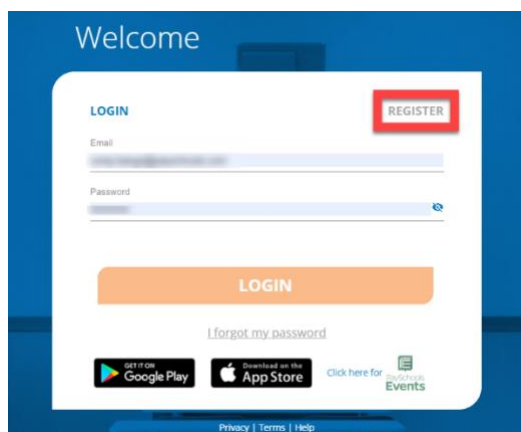 Welcome
LOGIN
REGISTER
Email
Password
LOGIN
I forgot my password
GET IT ON
Google Play
Download on the
App Store
Click here for
PaySchools
Events
Privacy | Terms | Help